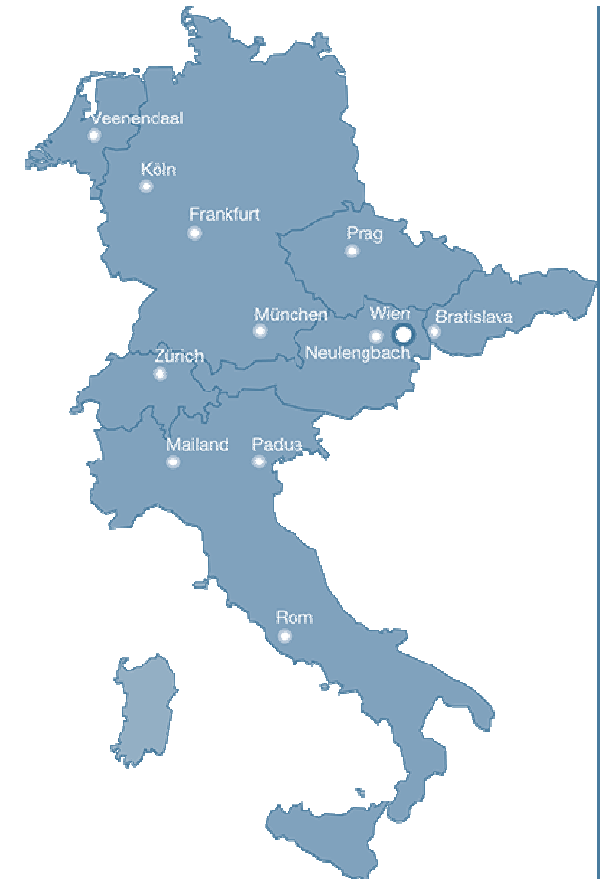 Veenendaal
Köln
Frankfurt
Prag
München
Wien
Bratislava
Neulengbach
Zürich
Mailand
Padua
Rom